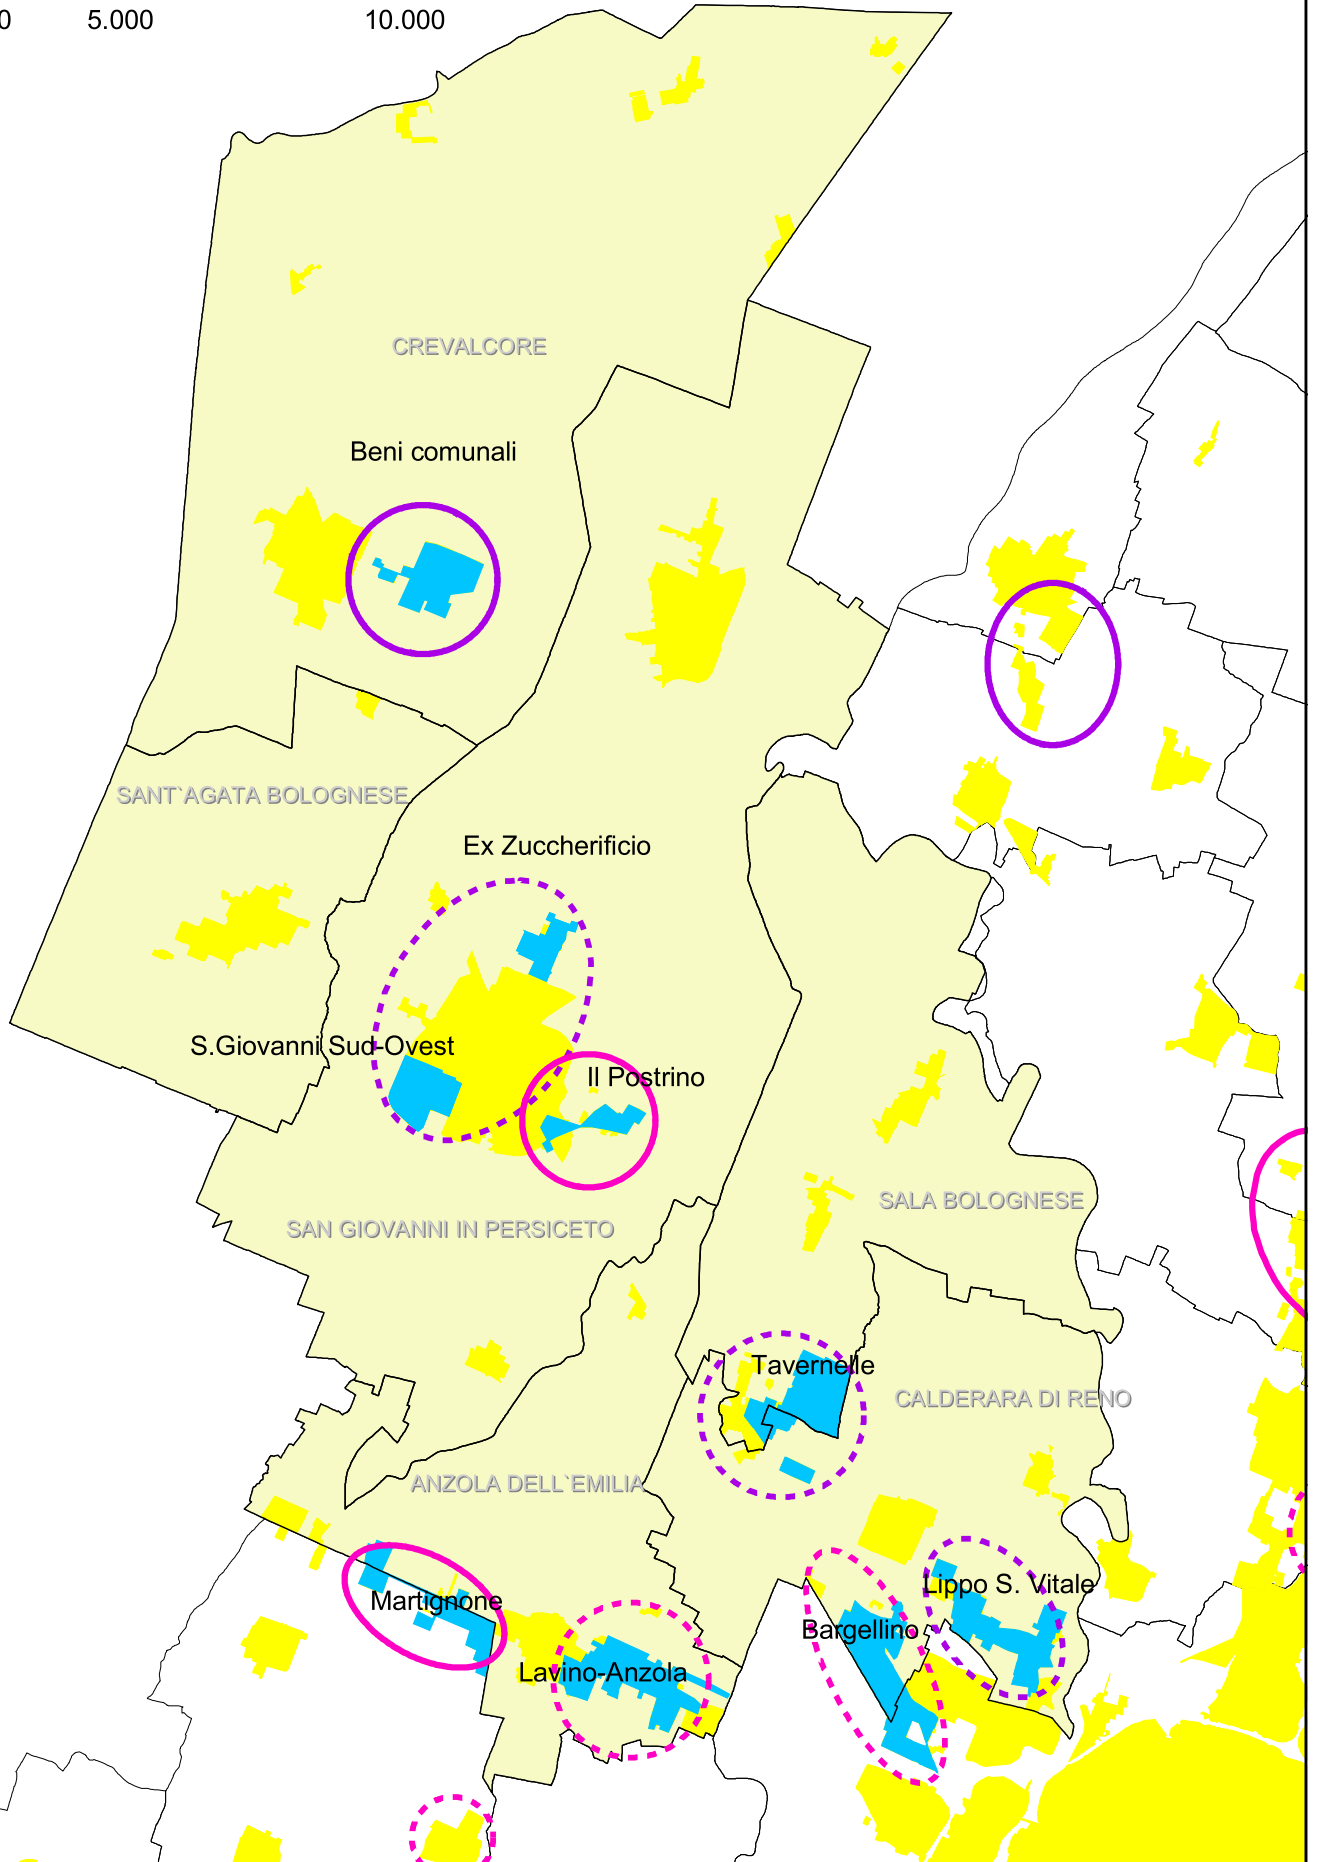 0
5.000
10.000
CREVALCORE
Beni comunali
SANT`AGATA BOLOGNESE
Ex Zuccherificio
S.Giovanni Sud-Ovest
Il Postrino
SALA BOLOGNESE
SAN GIOVANNI IN PERSICETO
Tavernelle
CALDERARA DI RENO
ANZOLA DELL`EMILIA
Lippo S. Vitale
Martignone
Bargellino
Lavino-Anzola